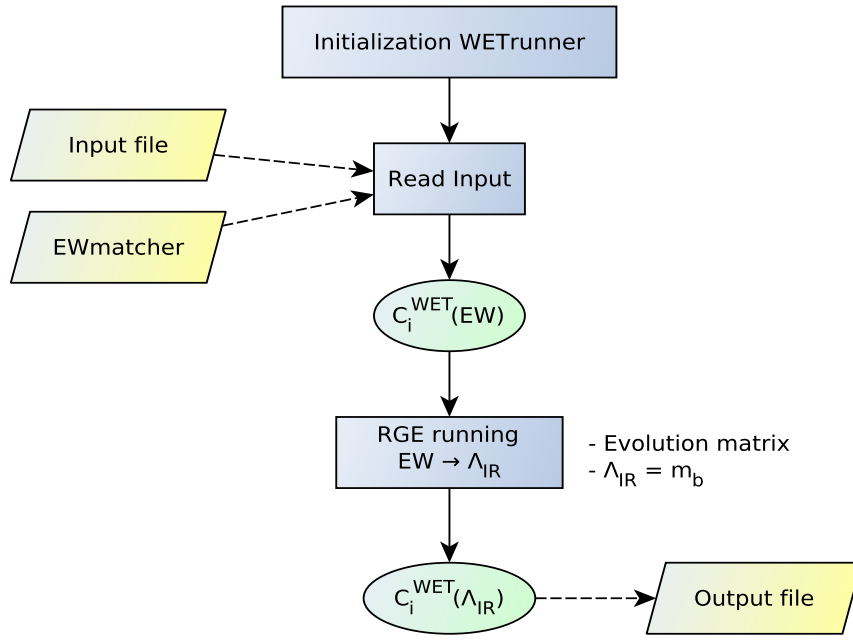 Initialization WETrunner
Input file
Read Input
EWmatcher
C_i^WET(EW)
RGE running
EW → Λ_IR
- Evolution matrix
- Λ_IR = m_b
C_i^WET(Λ_IR)
Output file